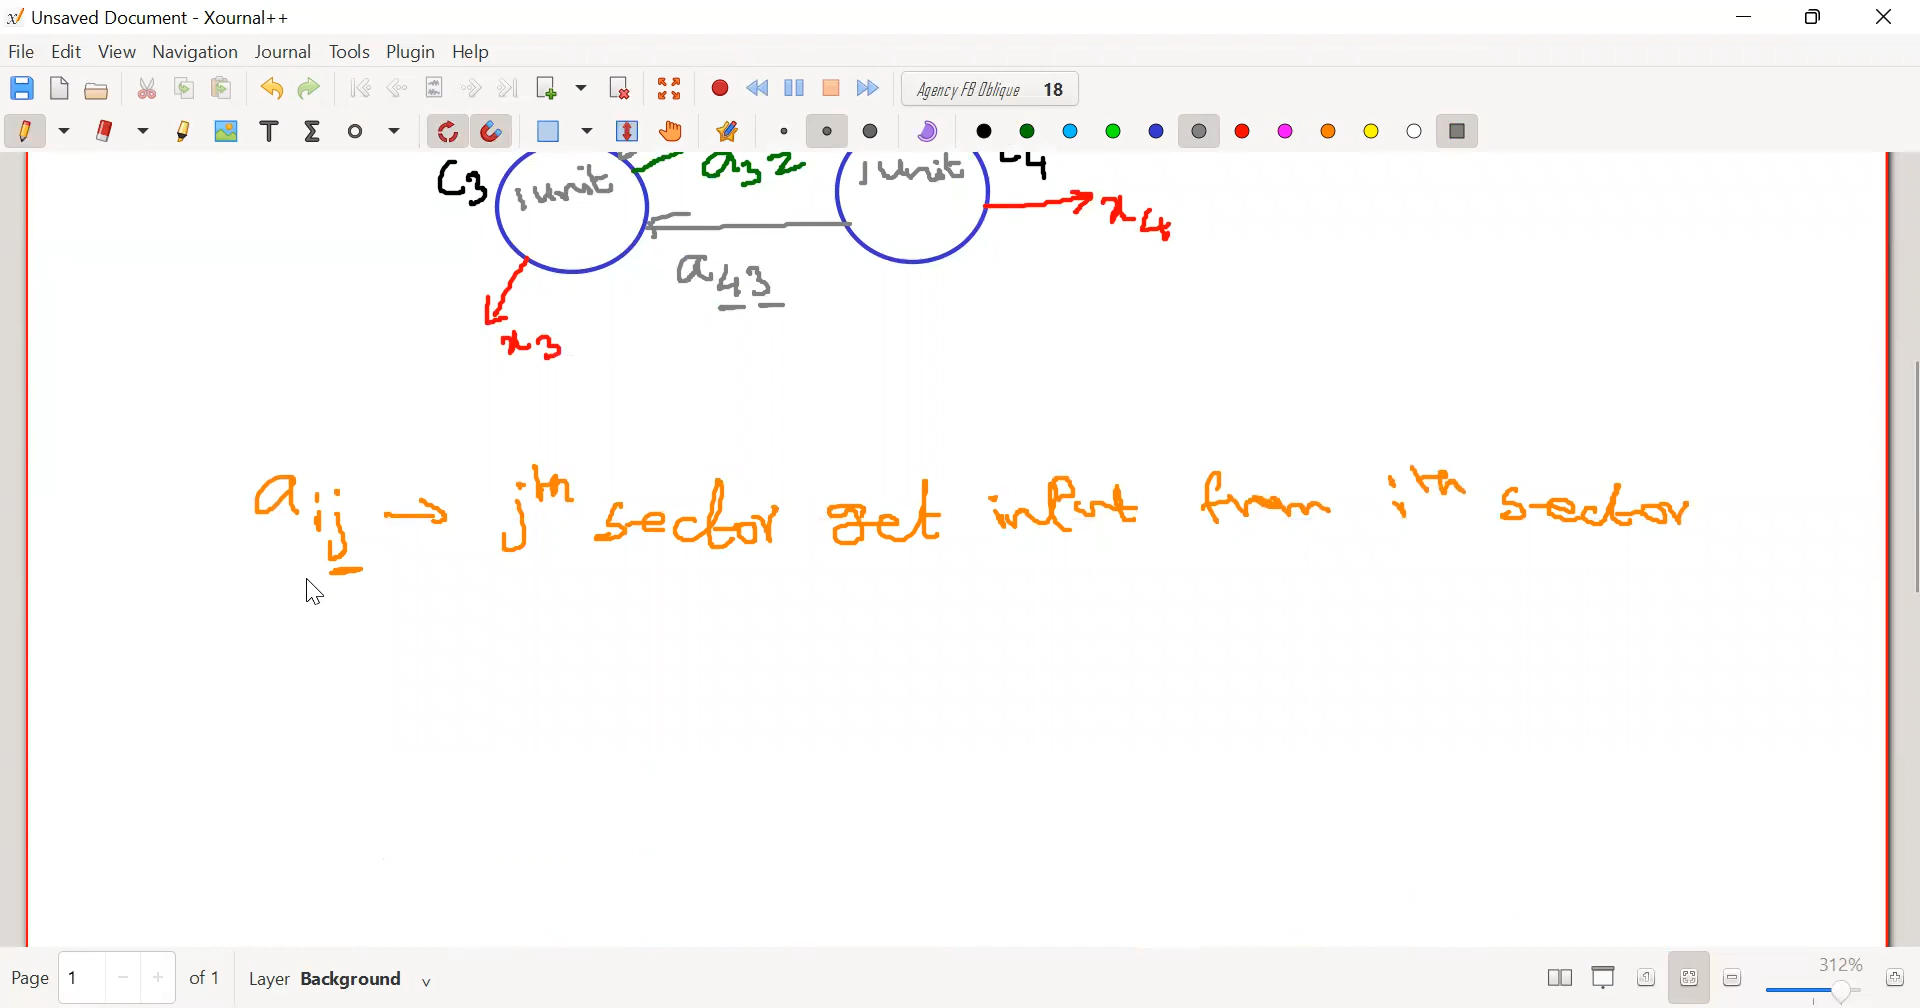 Unsaved Document - Xournal++
File Edit View Navigation Journal Tools Plugin Help
Agency FB Oblique 18
C3 1 unit a32 1 unit C4
x4
a43
x3
aij → jth sector get input from ith sector
Page 1 of 1 Layer Background 312%